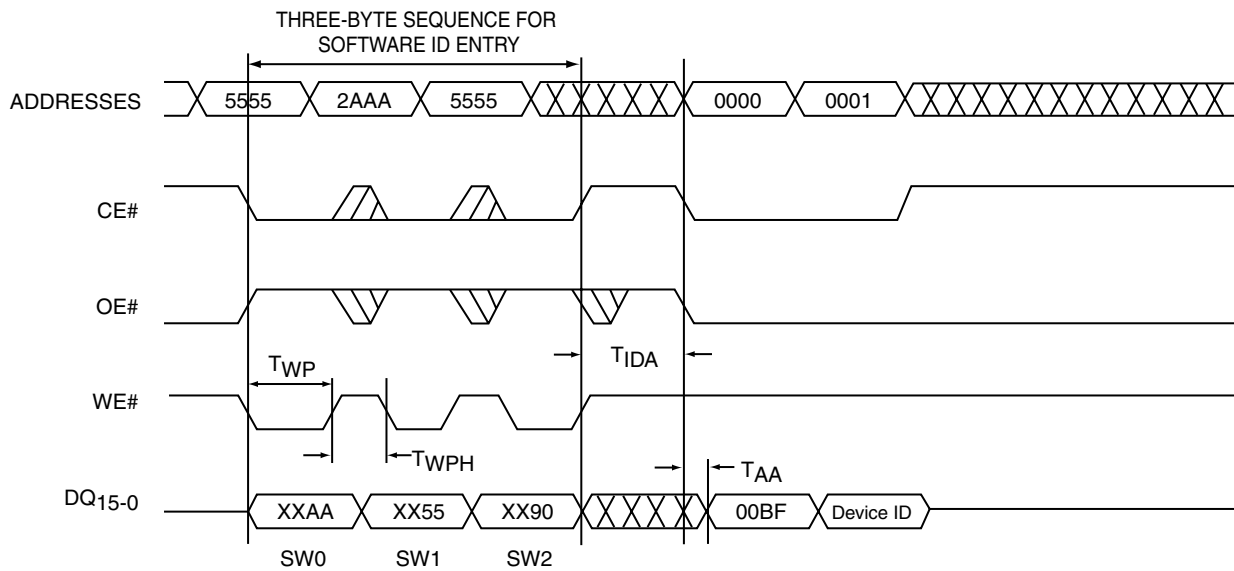 THREE-BYTE SEQUENCE FOR
SOFTWARE ID ENTRY
ADDRESSES 5555 2AAA 5555 0000 0001
CE#
OE#
TIDA
TWP
WE#
TWPH
TAA
DQ15-0 XXAA XX55 XX90 00BF Device ID
SW0 SW1 SW2